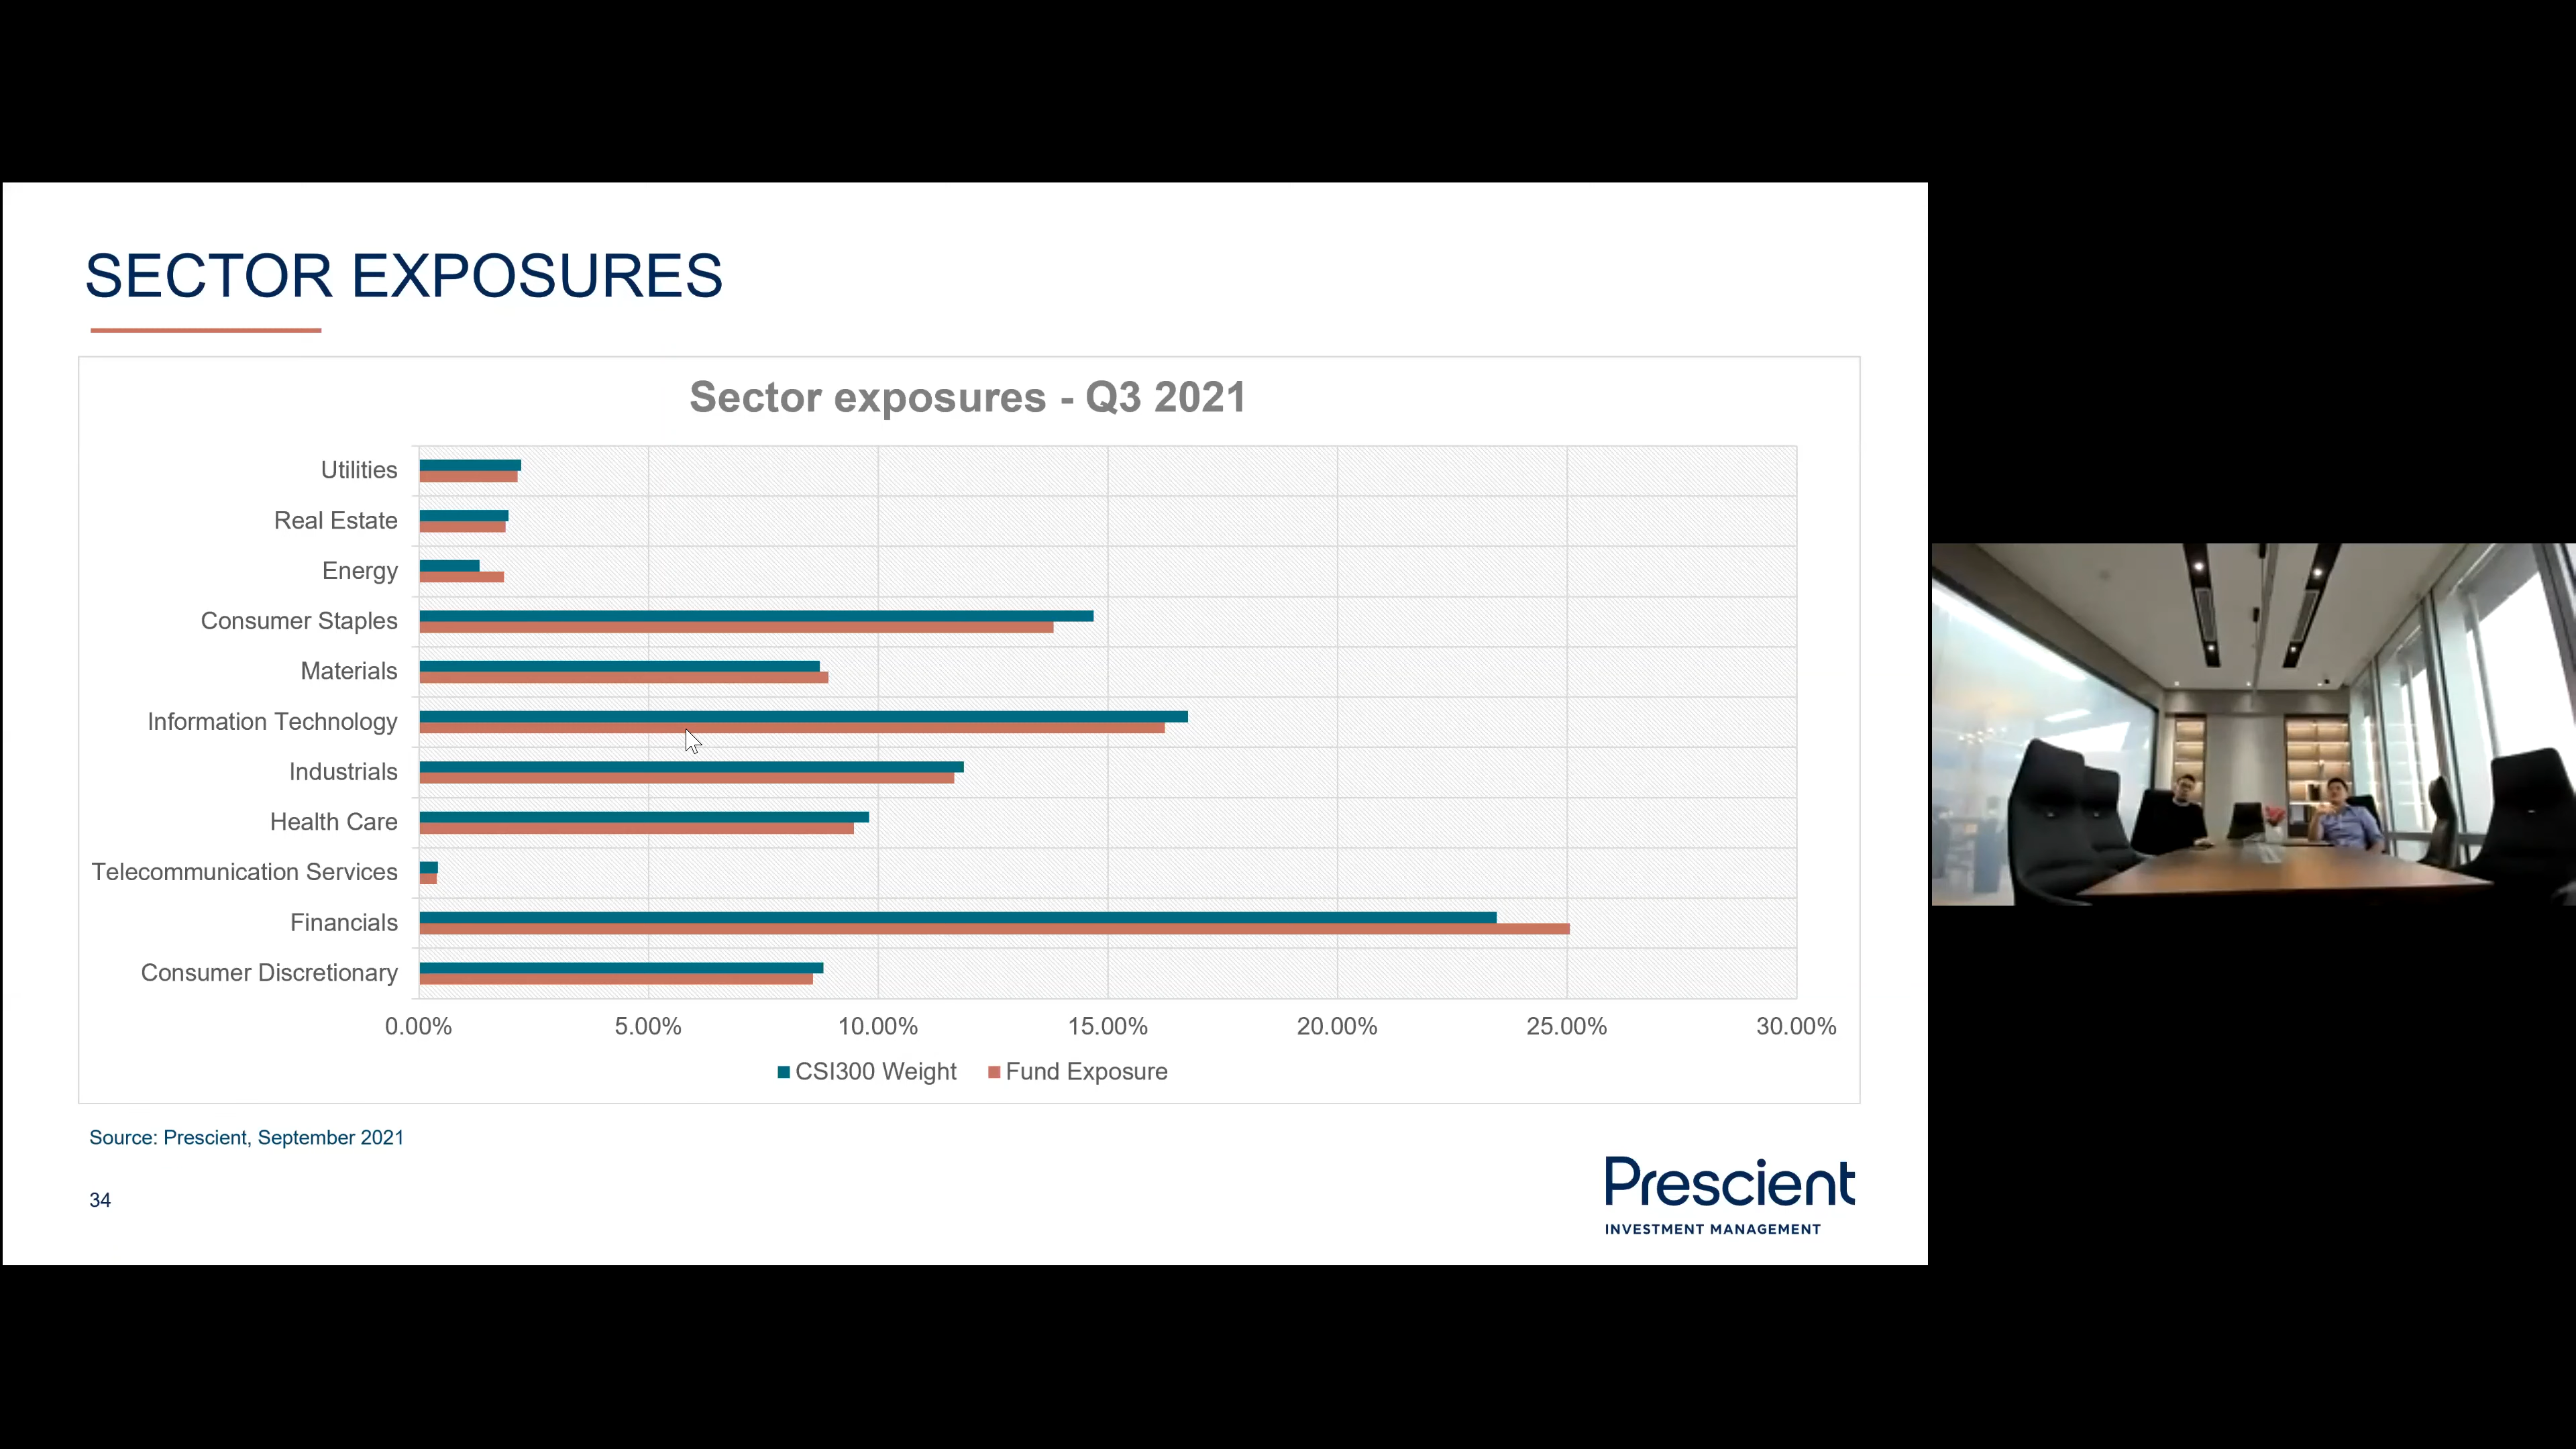 SECTOR EXPOSURES
Sector exposures - Q3 2021
Utilities
Real Estate
Energy
Consumer Staples
Materials
Information Technology
Industrials
Health Care
Telecommunication Services
Financials
Consumer Discretionary
0.00% 5.00% 10.00% 15.00% 20.00% 25.00% 30.00%
CSI300 Weight Fund Exposure
Source: Prescient, September 2021
34
Prescient
INVESTMENT MANAGEMENT